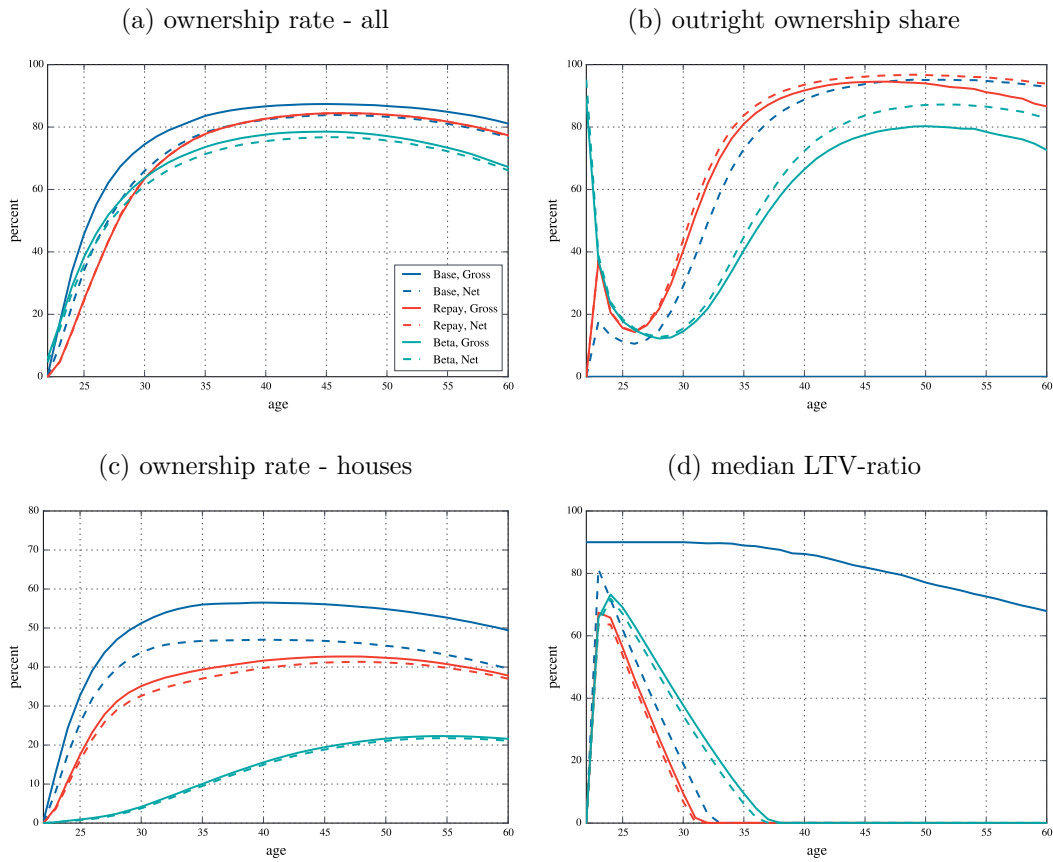 (a) ownership rate - all
100
80
60
40
20
0
percent
25 30 35 40 45 50 55 60
age
Base, Gross
Base, Net
Repay, Gross
Repay, Net
Beta, Gross
Beta, Net
(b) outright ownership share
100
80
60
40
20
0
percent
25 30 35 40 45 50 55 60
age
(c) ownership rate - houses
80
70
60
50
40
30
20
10
0
percent
25 30 35 40 45 50 55 60
age
(d) median LTV-ratio
100
80
60
40
20
0
percent
25 30 35 40 45 50 55 60
age